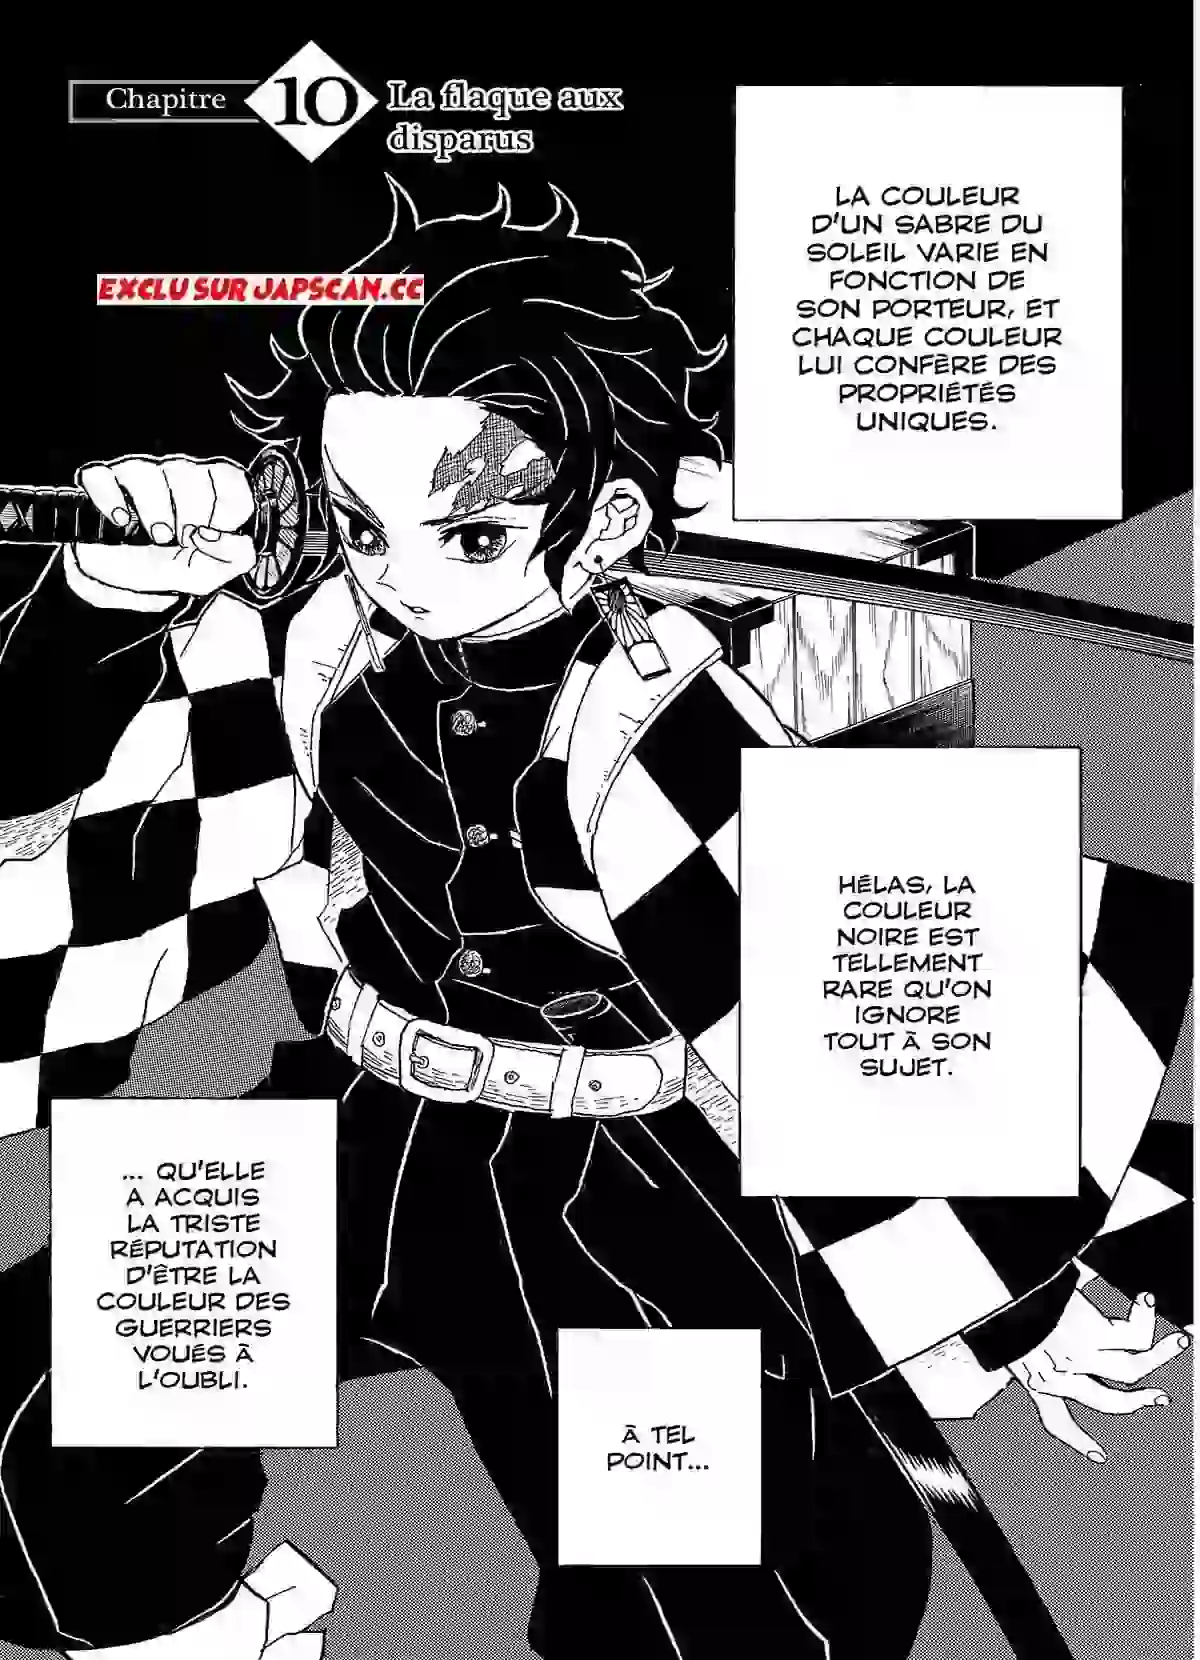 Chapitre 10
La flaque aux
disparus
EXCLU SUR JAPSCAN.CC
LA COULEUR
D'UN SABRE DU
SOLEIL VARIE EN
FONCTION DE
SON PORTEUR, ET
CHAQUE COULEUR
LUI CONFÈRE DES
PROPRIÉTÉS
UNIQUES.
HÉLAS, LA
COULEUR
NOIRE EST
TELLEMENT
RARE QU'ON
IGNORE
TOUT À SON
SUJET.
À TEL
POINT...
... QU'ELLE
A ACQUIS
LA TRISTE
RÉPUTATION
D'ÊTRE LA
COULEUR DES
GUERRIERS
VOUÉS À
L'OUBLI.